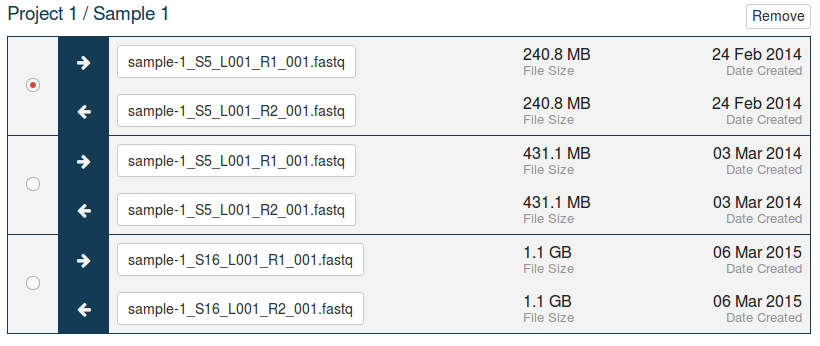 Project 1 / Sample 1
Remove
sample-1_S5_L001_R1_001.fastq
240.8 MB
File Size
24 Feb 2014
Date Created
sample-1_S5_L001_R2_001.fastq
240.8 MB
File Size
24 Feb 2014
Date Created
sample-1_S5_L001_R1_001.fastq
431.1 MB
File Size
03 Mar 2014
Date Created
sample-1_S5_L001_R2_001.fastq
431.1 MB
File Size
03 Mar 2014
Date Created
sample-1_S16_L001_R1_001.fastq
1.1 GB
File Size
06 Mar 2015
Date Created
sample-1_S16_L001_R2_001.fastq
1.1 GB
File Size
06 Mar 2015
Date Created